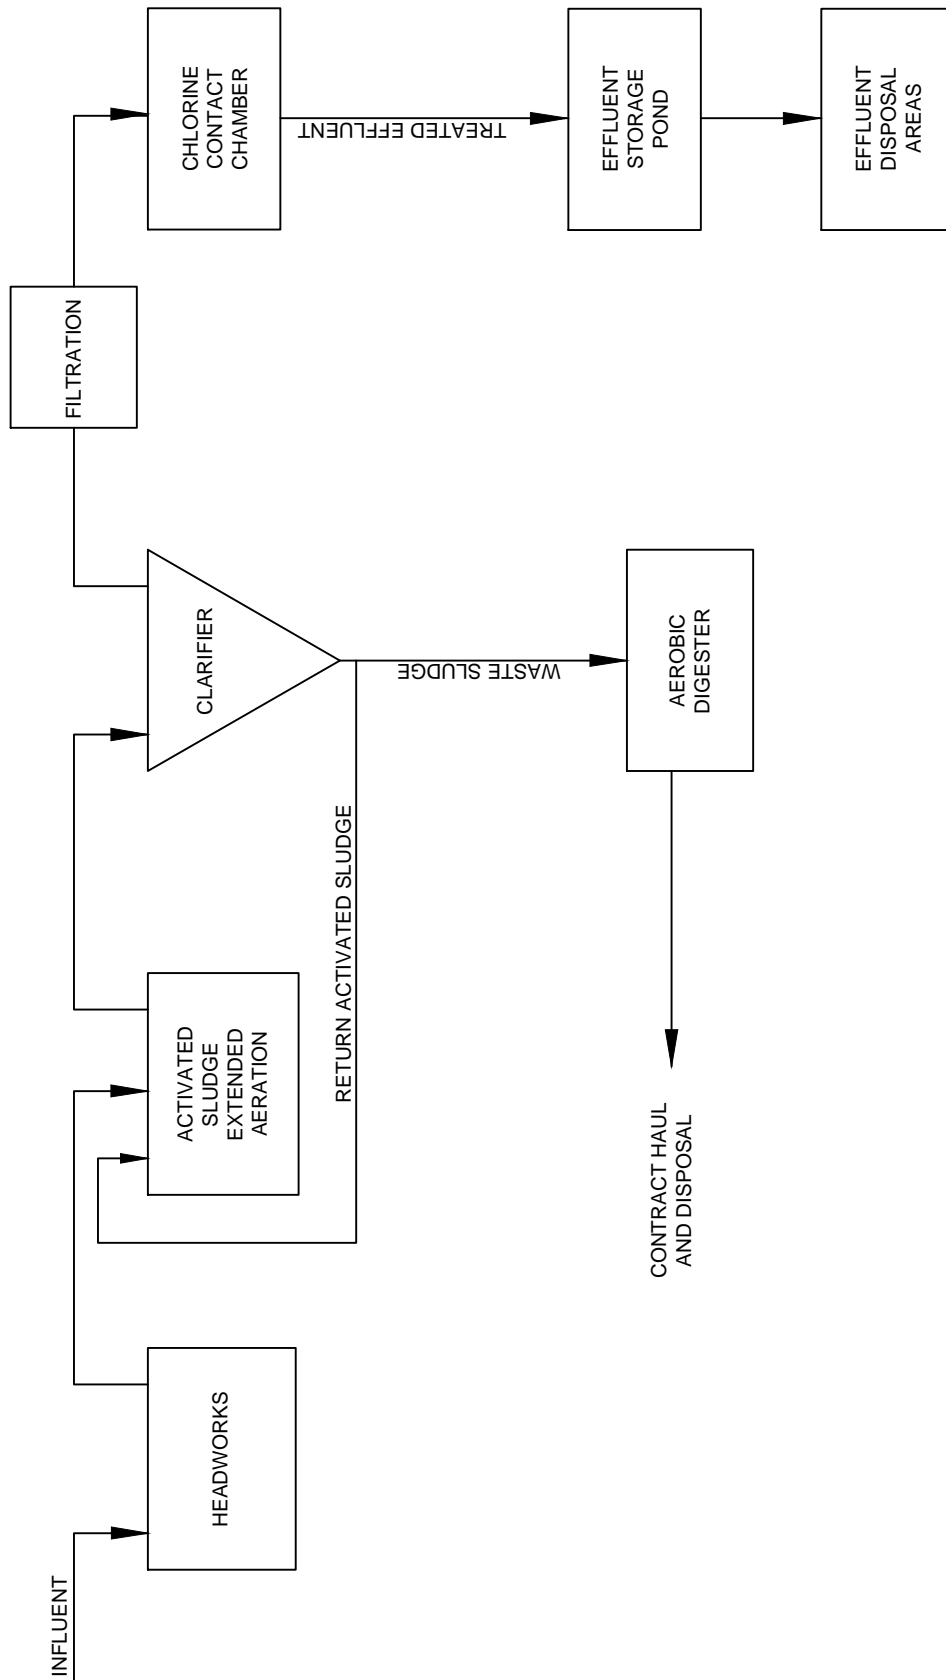 INFLUENT
HEADWORKS
ACTIVATED
SLUDGE
EXTENDED
AERATION
RETURN ACTIVATED SLUDGE
CLARIFIER
WASTE SLUDGE
AEROBIC
DIGESTER
CONTRACT HAUL
AND DISPOSAL
FILTRATION
CHLORINE
CONTACT
CHAMBER
TREATED EFFLUENT
EFFLUENT
STORAGE
POND
EFFLUENT
DISPOSAL
AREAS